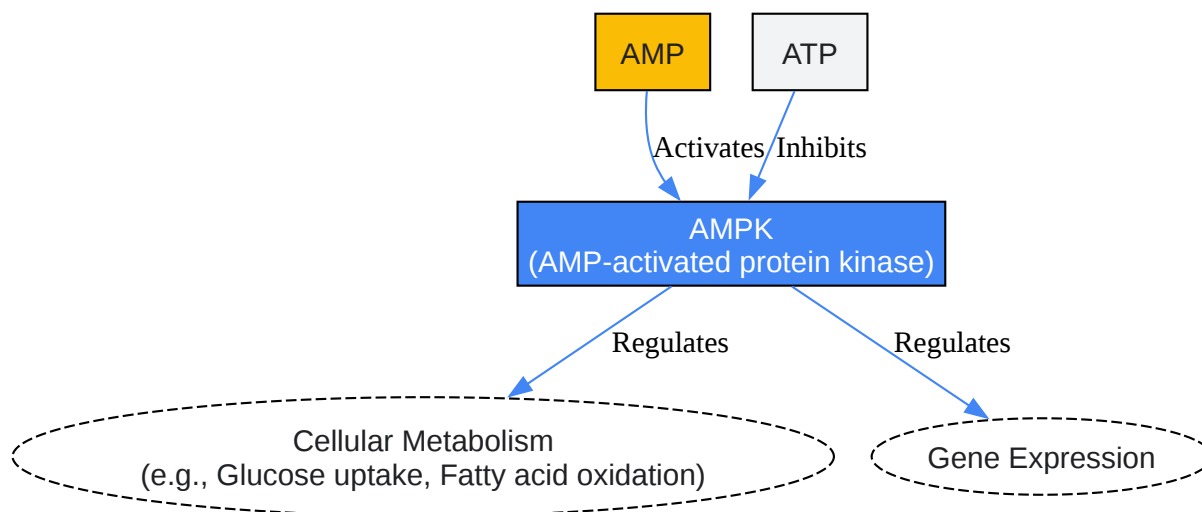 AMP
ATP
Activates
Inhibits
AMPK
(AMP-activated protein kinase)
Regulates
Regulates
Cellular Metabolism
(e.g., Glucose uptake, Fatty acid oxidation)
Gene Expression